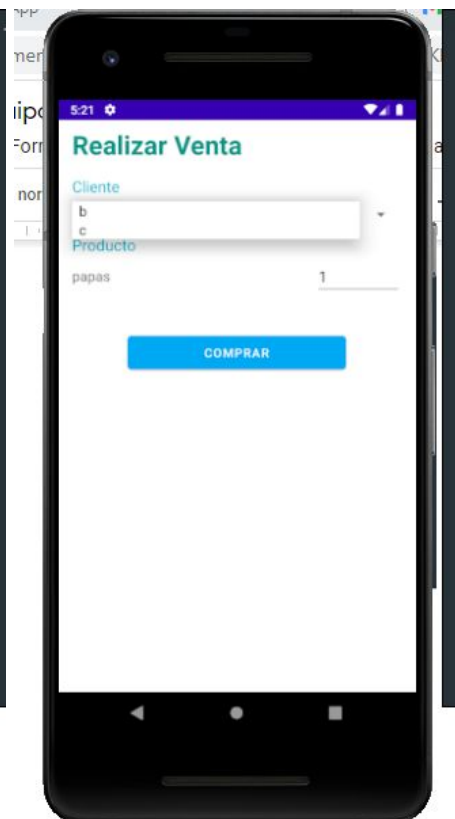 5:21
Realizar Venta
Cliente
b
c
Producto
papas 1
COMPRAR